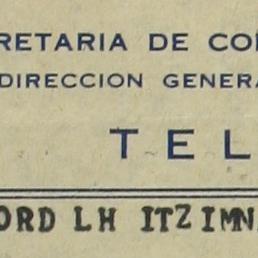 RETARIA DE CO
DIRECCION GENERA
TEL
ORD LH ITZIMN